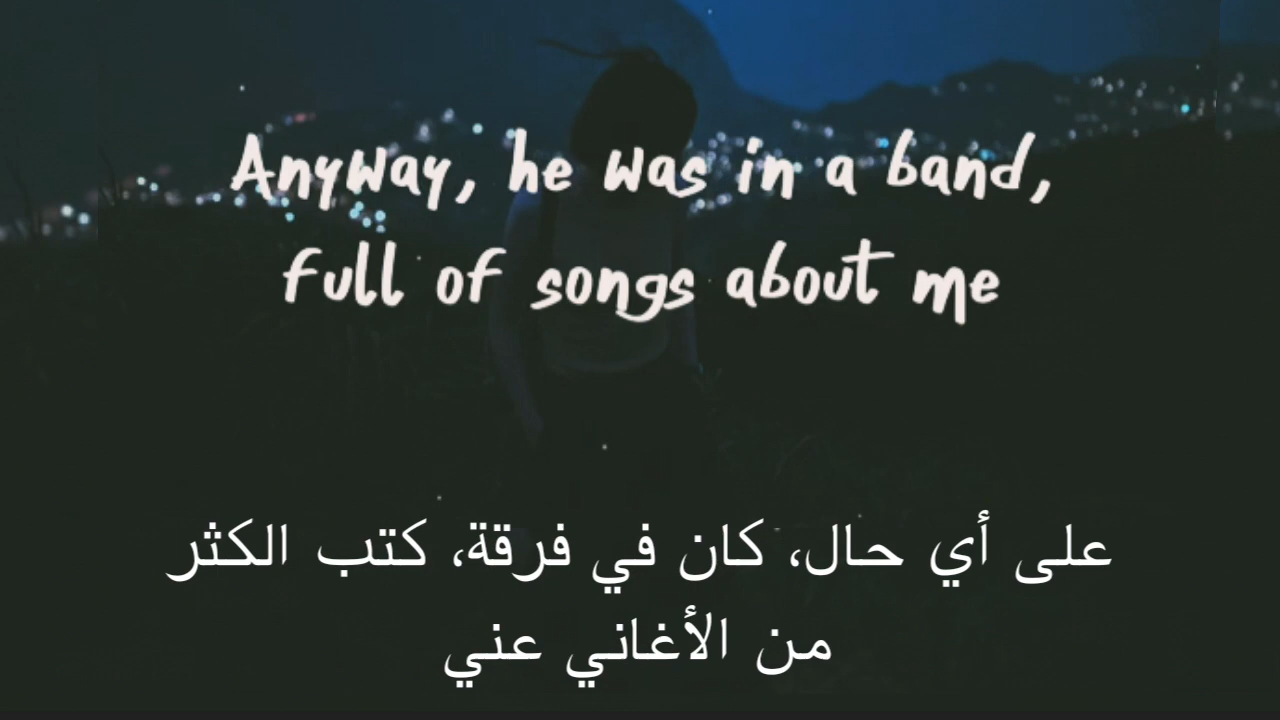 Anyway, he was in a band,
full of songs about me
على أي حال، كان في فرقة، كتب الكثر
من الأغاني عني